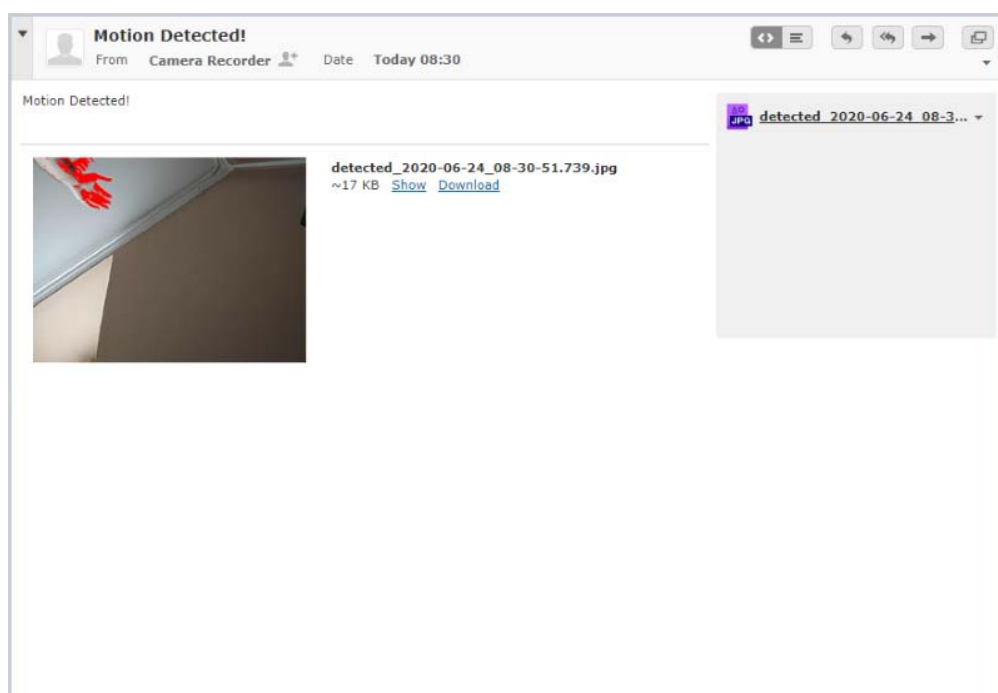 Motion Detected!
From Camera Recorder Date Today 08:30
Motion Detected!
detected_2020-06-24_08-3...
JPG
detected_2020-06-24_08-30-51.739.jpg
~17 KB Show Download